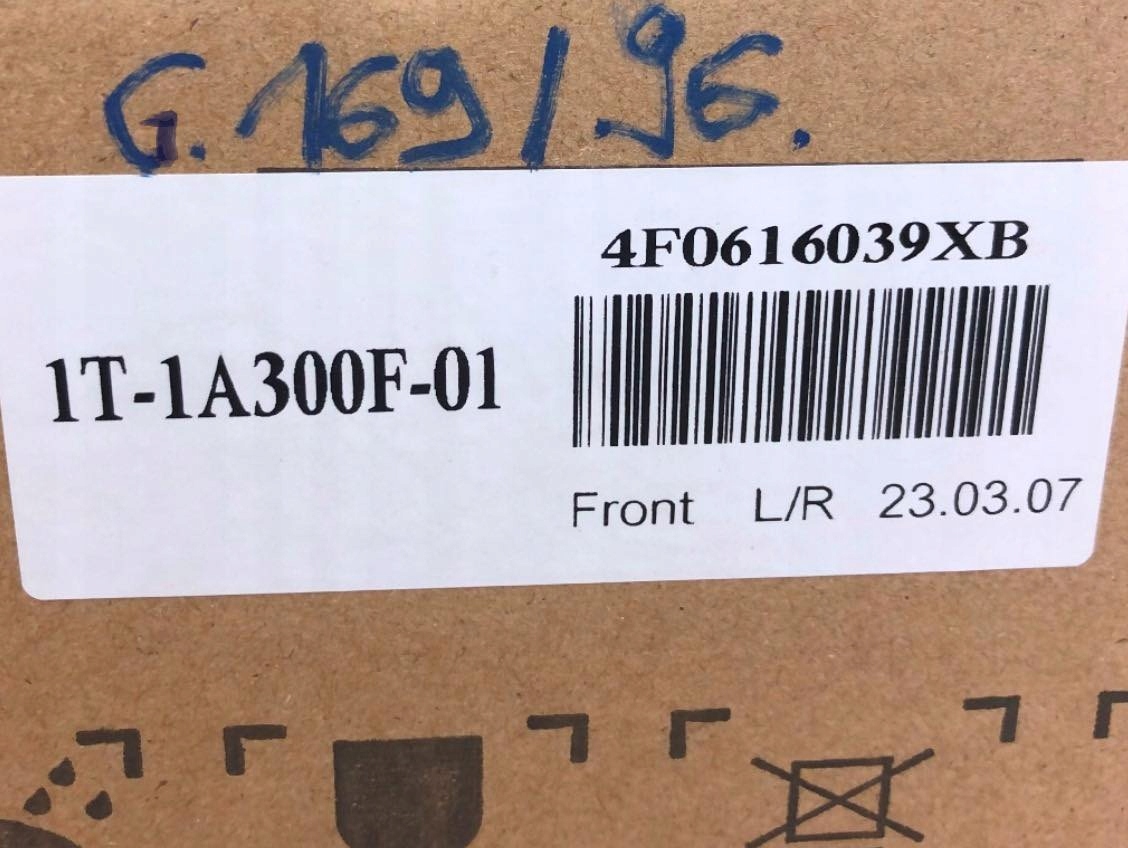 G. 169/96.
4F0616039XB
1T-1A300F-01
Front L/R 23.03.07